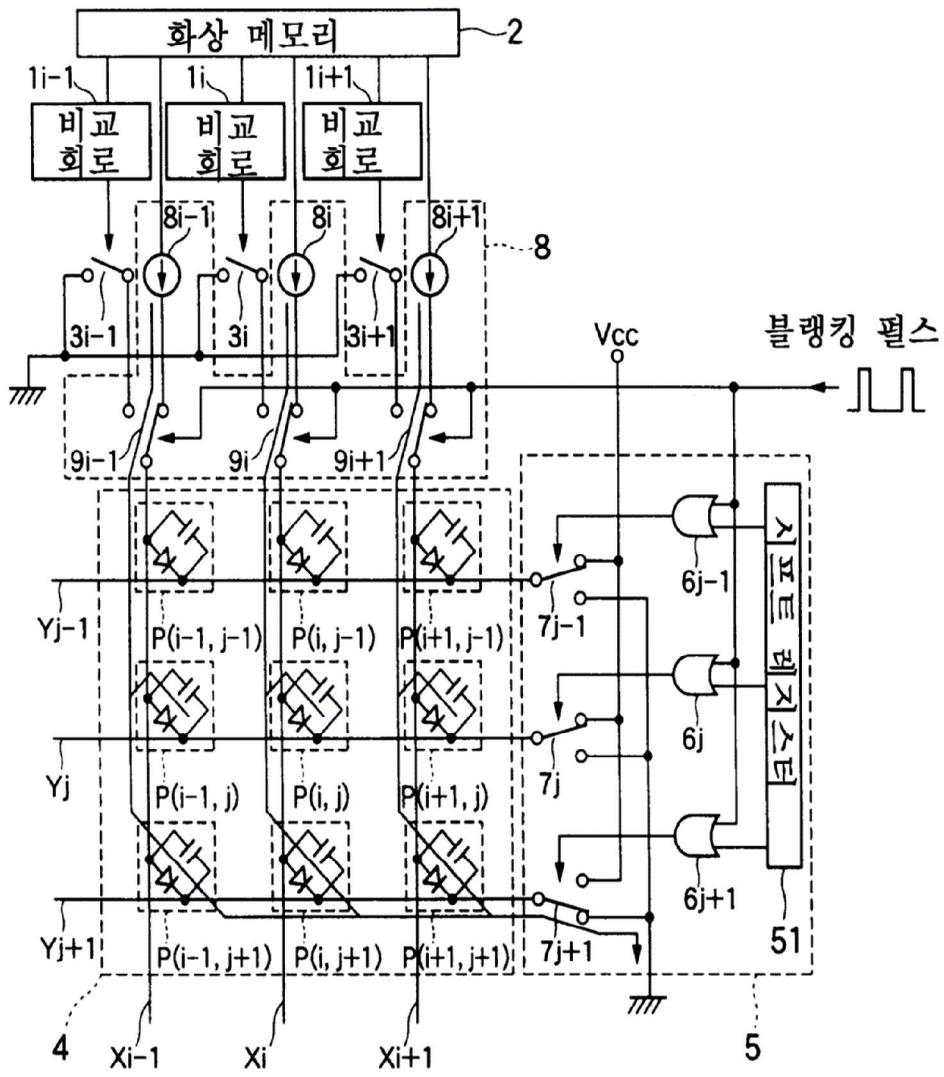 화상 메모리
2
1i-1
1i
1i+1
비교
회로
비교
회로
비교
회로
8i-1
8i
8i+1
8
3i-1
3i
3i+1
Vcc
블랭킹 펄스
9i-1
9i
9i+1
6j-1
7j-1
Yj-1
P(i-1, j-1)
P(i, j-1)
P(i+1, j-1)
시프트 레지스터
6j
7j
Yj
P(i-1, j)
P(i, j)
P(i+1, j)
6j+1
7j+1
51
Yj+1
P(i-1, j+1)
P(i, j+1)
P(i+1, j+1)
4
Xi-1
Xi
Xi+1
5